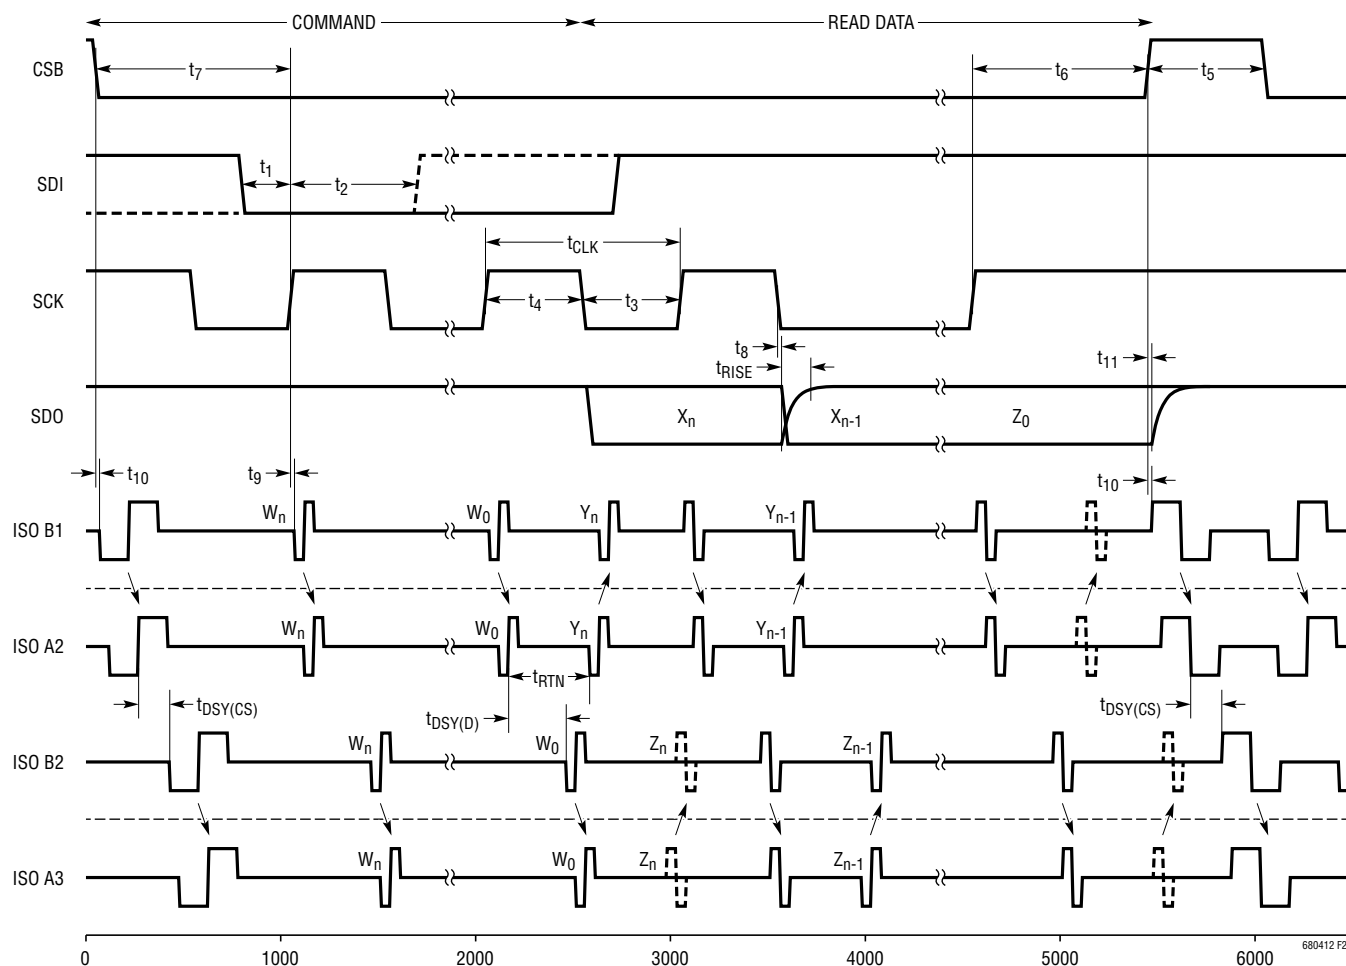 COMMAND READ DATA
CSB t7 t6 t5
SDI t1 t2
tCLK
SCK t4 t3
t8
tRISE t11
SDO Xn Xn-1 Z0
t10 t9 t10
ISO B1 Wn W0 Yn Yn-1
ISO A2 Wn W0 Yn Yn-1
tRTN
tDSY(CS) tDSY(D) tDSY(CS)
ISO B2 Wn W0 Zn Zn-1
ISO A3 Wn W0 Zn Zn-1
680412 F2
0 1000 2000 3000 4000 5000 6000